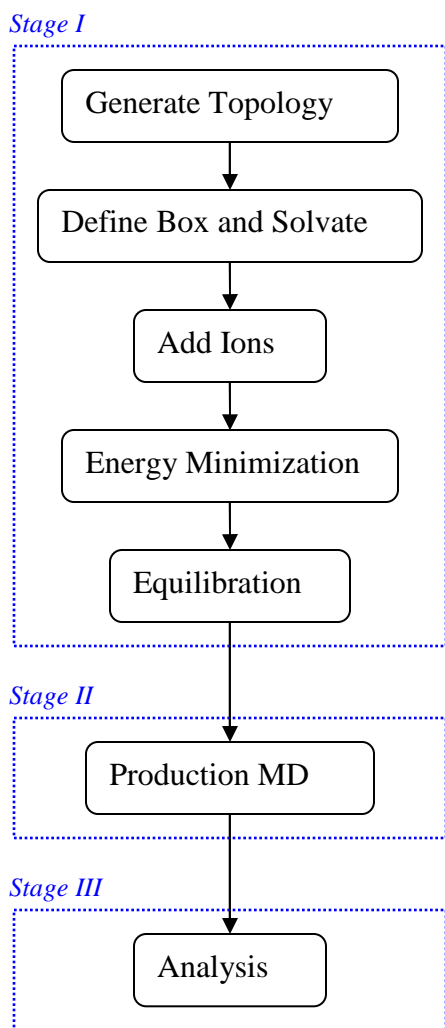 Stage I
Generate Topology
Define Box and Solvate
Add Ions
Energy Minimization
Equilibration
Stage II
Production MD
Stage III
Analysis